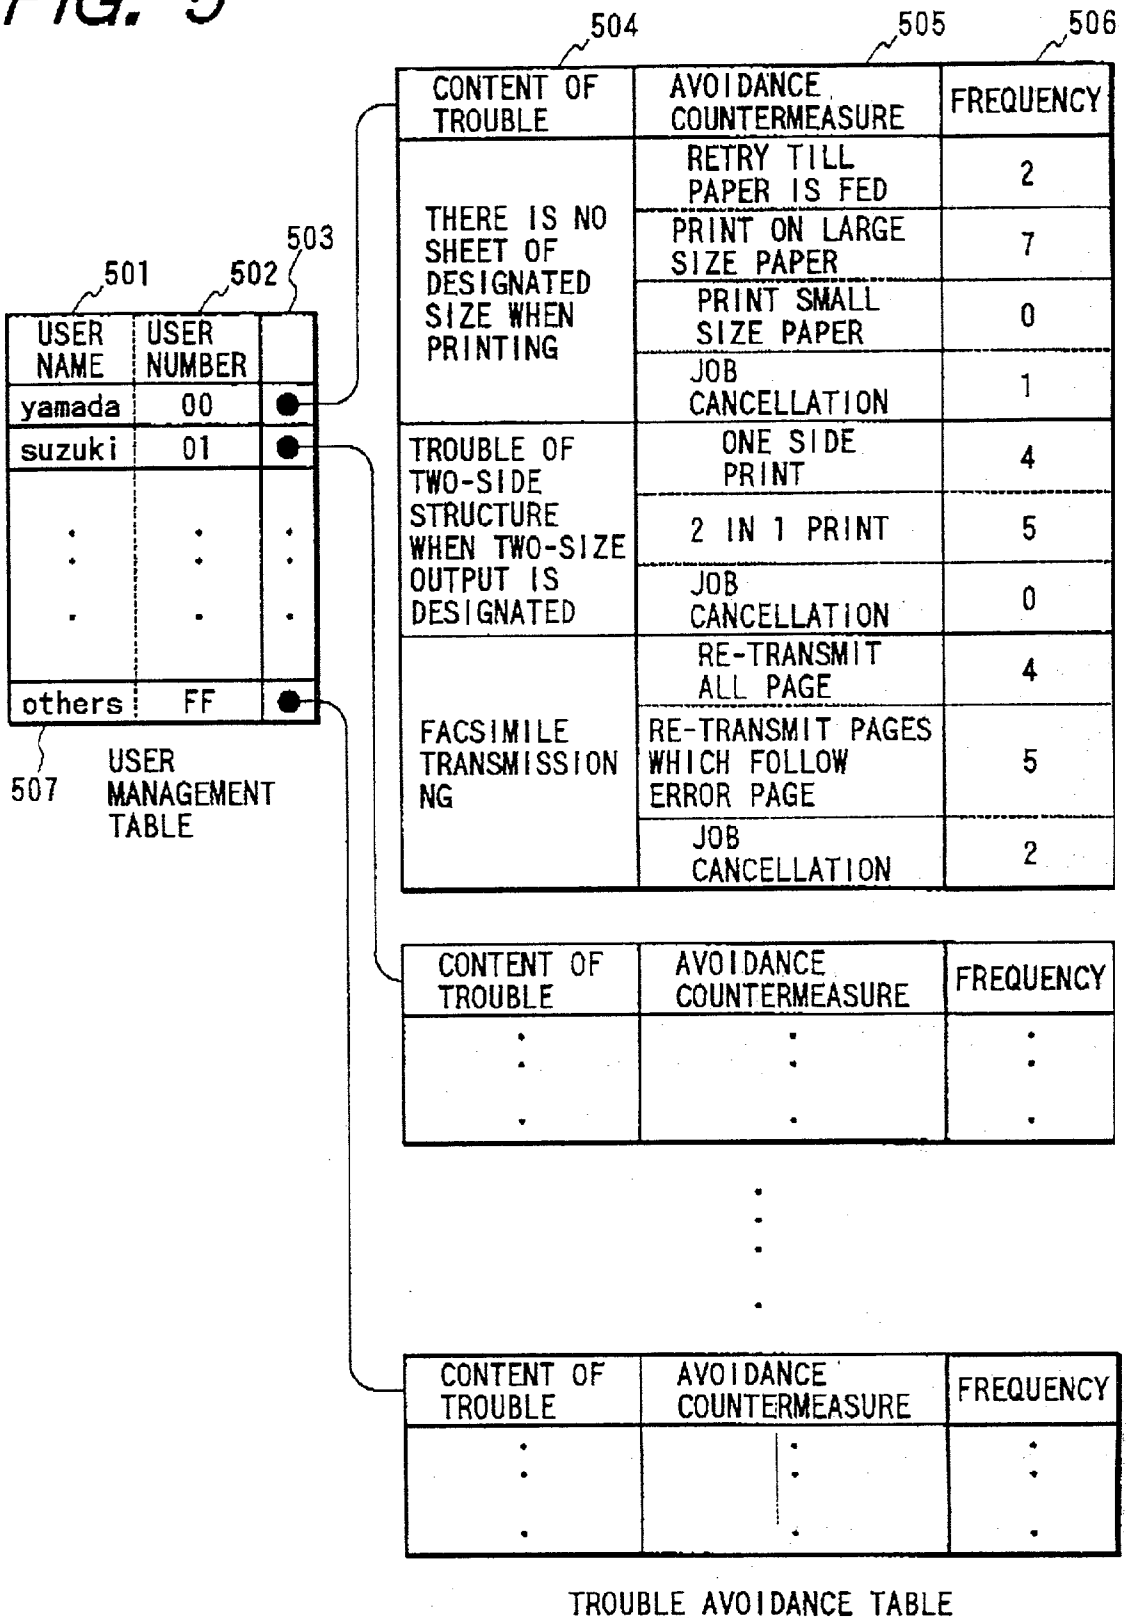 FIG. 5
504
505
506
CONTENT OF
TROUBLE
AVOIDANCE
COUNTERMEASURE
FREQUENCY
THERE IS NO
SHEET OF
DESIGNATED
SIZE WHEN
PRINTING
RETRY TILL
PAPER IS FED
2
PRINT ON LARGE
SIZE PAPER
7
PRINT SMALL
SIZE PAPER
0
JOB
CANCELLATION
1
TROUBLE OF
TWO-SIDE
STRUCTURE
WHEN TWO-SIZE
OUTPUT IS
DESIGNATED
ONE SIDE
PRINT
4
2 IN 1 PRINT
5
JOB
CANCELLATION
0
FACSIMILE
TRANSMISSION
NG
RE-TRANSMIT
ALL PAGE
4
RE-TRANSMIT PAGES
WHICH FOLLOW
ERROR PAGE
5
JOB
CANCELLATION
2
501
502
503
USER
NAME
USER
NUMBER
yamada 00
suzuki 01
others FF
507
USER
MANAGEMENT
TABLE
CONTENT OF
TROUBLE
AVOIDANCE
COUNTERMEASURE
FREQUENCY
CONTENT OF
TROUBLE
AVOIDANCE
COUNTERMEASURE
FREQUENCY
TROUBLE AVOIDANCE TABLE